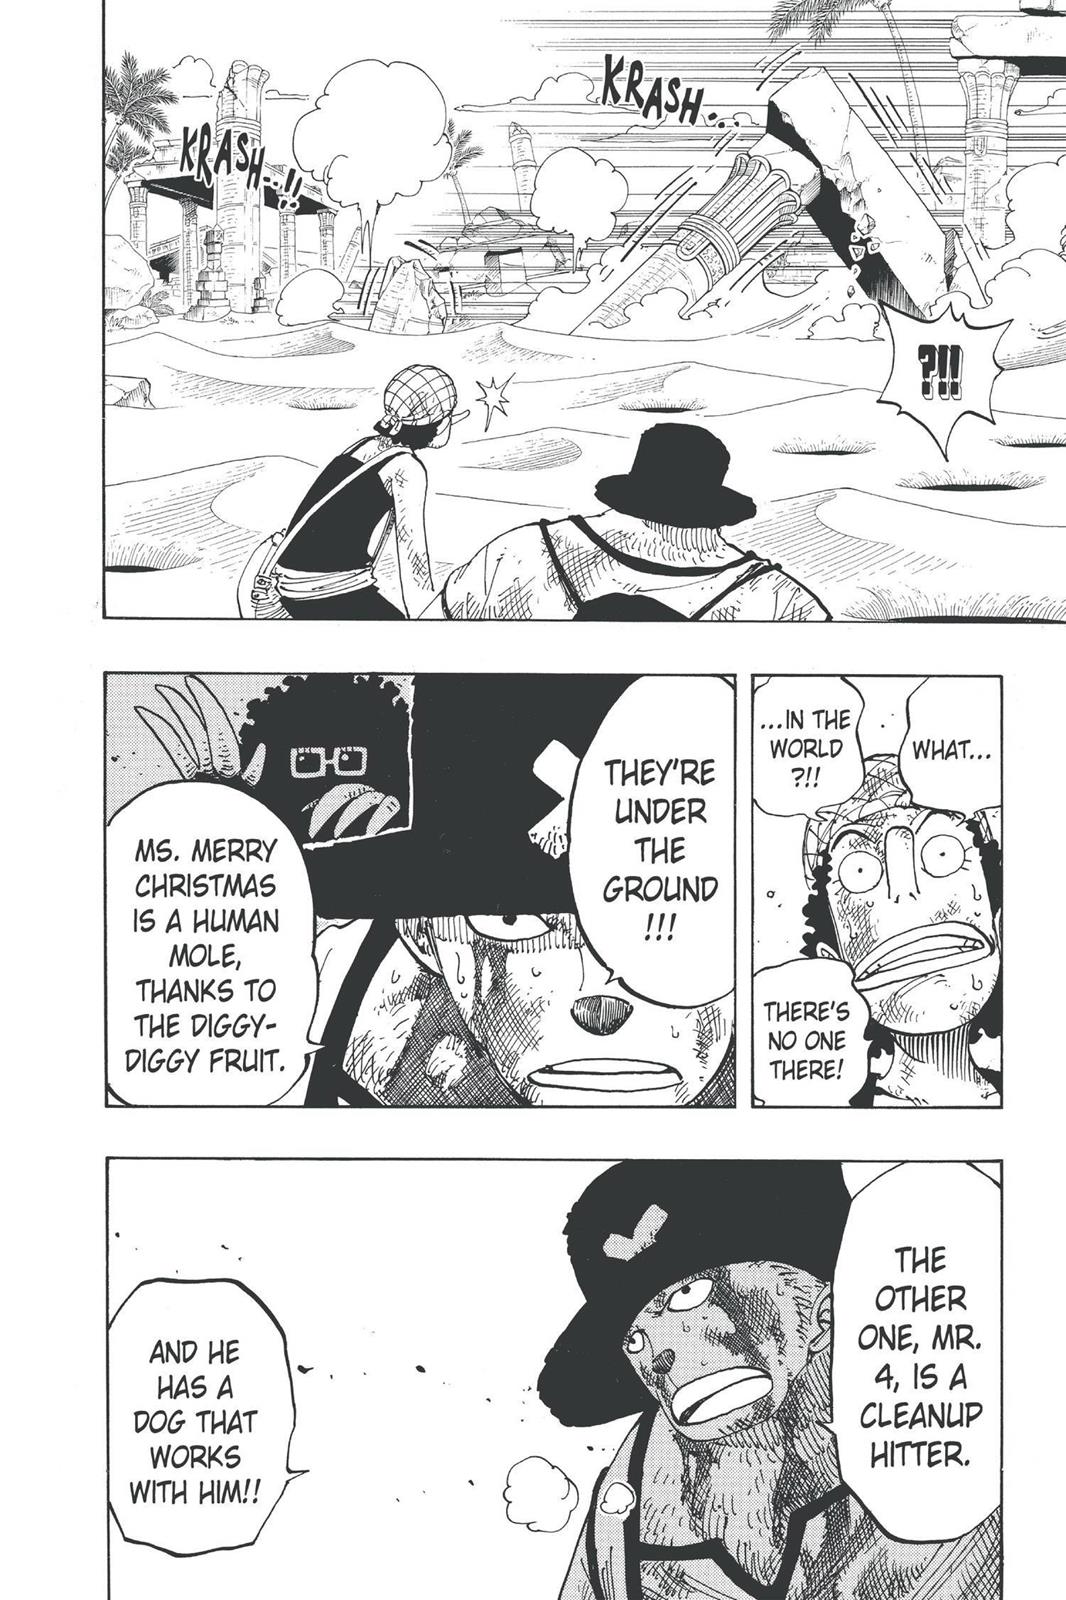 KRASH..
KRASH..!!
?!!
WHAT...
...IN THE
WORLD
?!!
THERE'S
NO ONE
THERE!
THEY'RE
UNDER
THE
GROUND
!!!
MS. MERRY
CHRISTMAS
IS A HUMAN
MOLE,
THANKS TO
THE DIGGY-
DIGGY FRUIT.
THE
OTHER
ONE, MR.
4, IS A
CLEANUP
HITTER.
AND HE
HAS A
DOG THAT
WORKS
WITH HIM!!